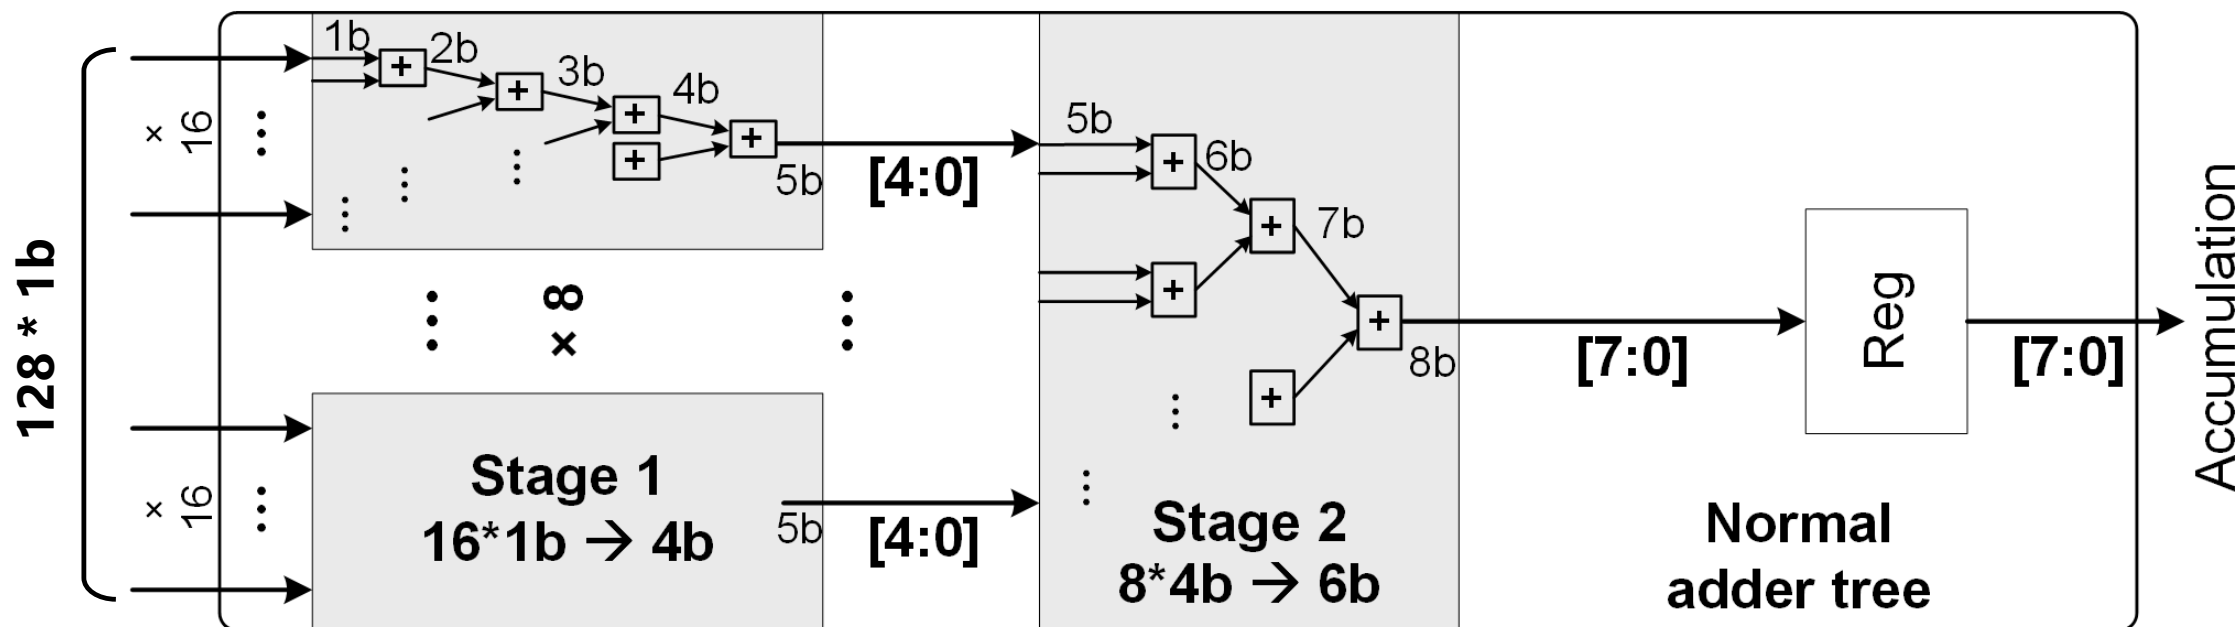 128 * 1b
× 16
× 16
1b
2b
3b
4b
5b
+
+
+
+
+
[4:0]
× 8
Stage 1
16*1b → 4b
5b
[4:0]
5b
6b
7b
8b
+
+
+
+
+
Stage 2
8*4b → 6b
[7:0]
Reg
[7:0]
Normal
adder tree
Accumulation